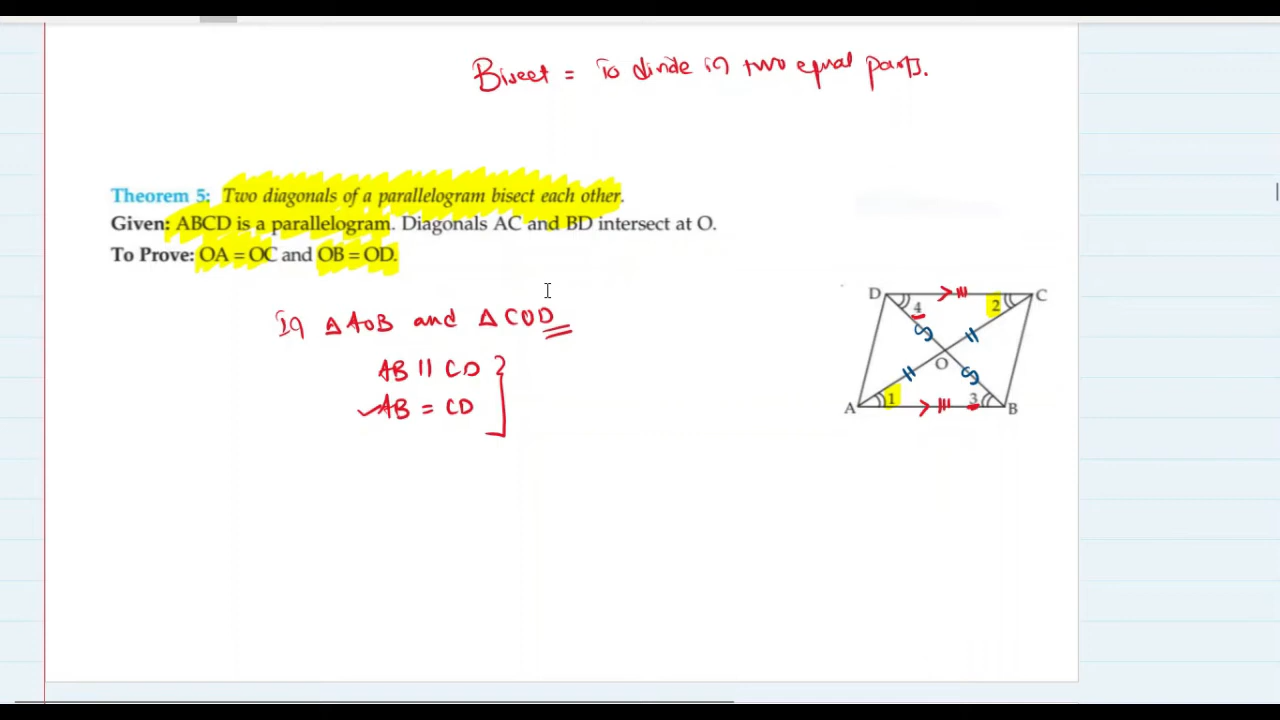 Bisect = To divide in two equal parts.
Theorem 5: Two diagonals of a parallelogram bisect each other.
Given: ABCD is a parallelogram. Diagonals AC and BD intersect at O.
To Prove: OA = OC and OB = OD.
In △AOB and △COD
AB || CD
AB = CD
D 4 2 C
O
A 1 3 B